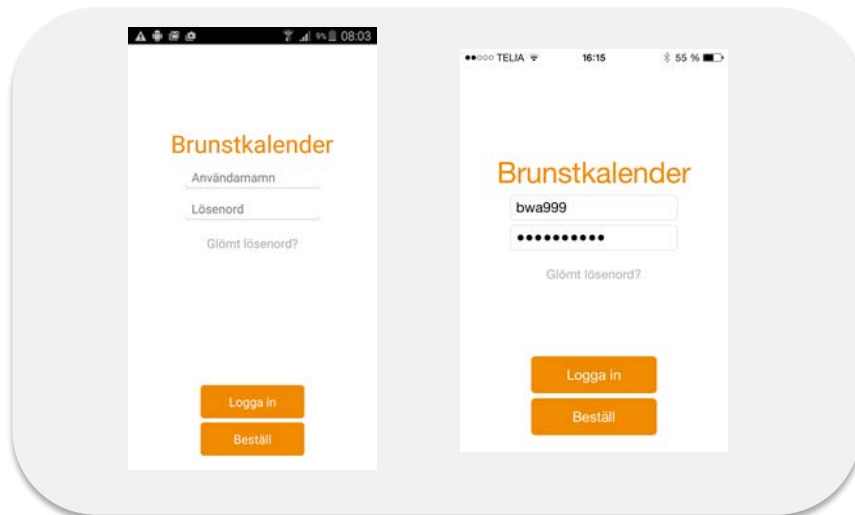 9% 08:03
Brunstkalender
Användarnamn
Lösenord
Glömt lösenord?
Logga in
Beställ
TELIA 16:15 55 %
Brunstkalender
bwa999
••••••••••
Glömt lösenord?
Logga in
Beställ